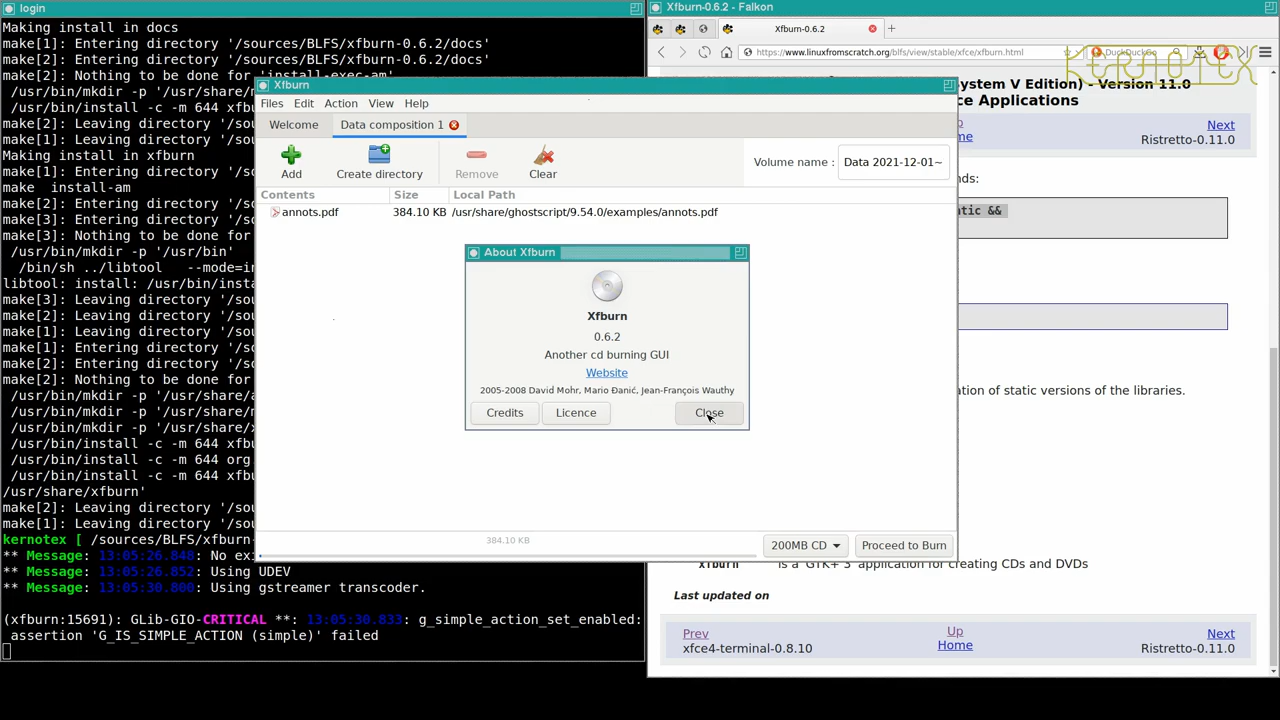 login
Making install in docs
make[1]: Entering directory '/sources/BLFS/xfburn-0.6.2/docs'
make[2]: Entering directory '/sources/BLFS/xfburn-0.6.2/docs'
make[2]: Nothing to be done for 'install-exec-am'.
/usr/bin/mkdir -p '/usr/share/m
/usr/bin/install -c -m 644 xfbu
make[2]: Leaving directory '/sou
make[1]: Leaving directory '/sou
Making install in xfburn
make[1]: Entering directory '/so
make  install-am
make[2]: Entering directory '/so
make[3]: Entering directory '/so
make[3]: Nothing to be done for
/usr/bin/mkdir -p '/usr/bin'
/bin/sh ../libtool   --mode=in
libtool: install: /usr/bin/insta
make[3]: Leaving directory '/sou
make[2]: Leaving directory '/sou
make[1]: Leaving directory '/sou
make[1]: Entering directory '/so
make[2]: Entering directory '/so
make[2]: Nothing to be done for
/usr/bin/mkdir -p '/usr/share/a
/usr/bin/mkdir -p '/usr/share/m
/usr/bin/mkdir -p '/usr/share/x
/usr/bin/install -c -m 644 xfbu
/usr/bin/install -c -m 644 org.
/usr/bin/install -c -m 644 xfbu
/usr/share/xfburn'
make[2]: Leaving directory '/sou
make[1]: Leaving directory '/sou
kernotex [ /sources/BLFS/xfburn-
** Message: 13:05:26.848: No exi
** Message: 13:05:26.852: Using UDEV
** Message: 13:05:30.800: Using gstreamer transcoder.
(xfburn:15691): GLib-GIO-CRITICAL **: 13:05:30.833: g_simple_action_set_enabled:
assertion 'G_IS_SIMPLE_ACTION (simple)' failed
Xfburn
Files Edit Action View Help
Welcome Data composition 1
Add Create directory Remove Clear Volume name : Data 2021-12-01~
Contents Size Local Path
annots.pdf 384.10 KB /usr/share/ghostscript/9.54.0/examples/annots.pdf
About Xfburn
Xfburn
0.6.2
Another cd burning GUI
Website
2005-2008 David Mohr, Mario Đanić, Jean-François Wauthy
Credits Licence Close
384.10 KB
200MB CD Proceed to Burn
Xfburn-0.6.2 - Falkon
Xfburn-0.6.2
https://www.linuxfromscratch.org/blfs/view/stable/xfce/xfburn.html DuckDuckGo
KERNOTEX
ystem V Edition) - Version 11.0
ce Applications
Up Next
me Ristretto-0.11.0
nds:
atic &&
ation of static versions of the libraries.
xfburn is a GTK+ 3 application for creating CDs and DVDs
Last updated on
Prev Up Next
xfce4-terminal-0.8.10 Home Ristretto-0.11.0